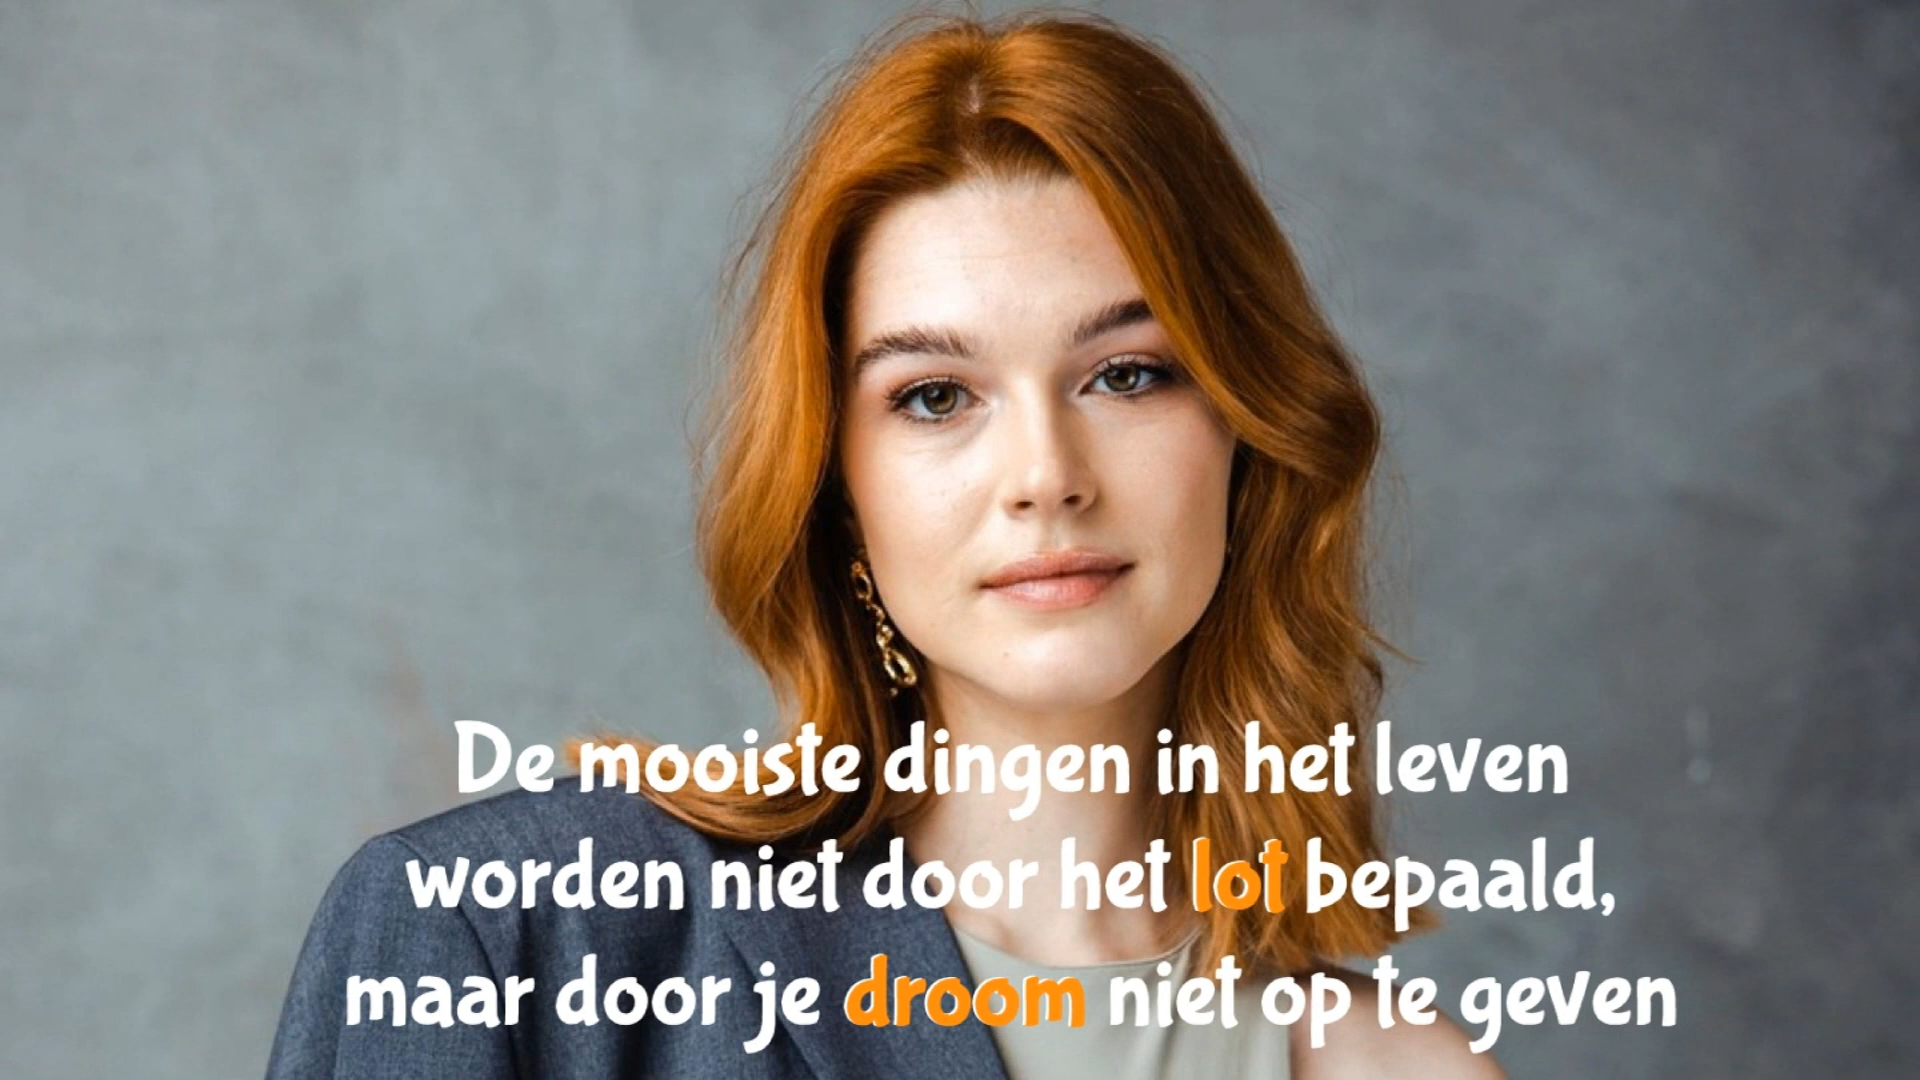 De mooiste dingen in het leven
worden niet door het lot bepaald,
maar door je droom niet op te geven